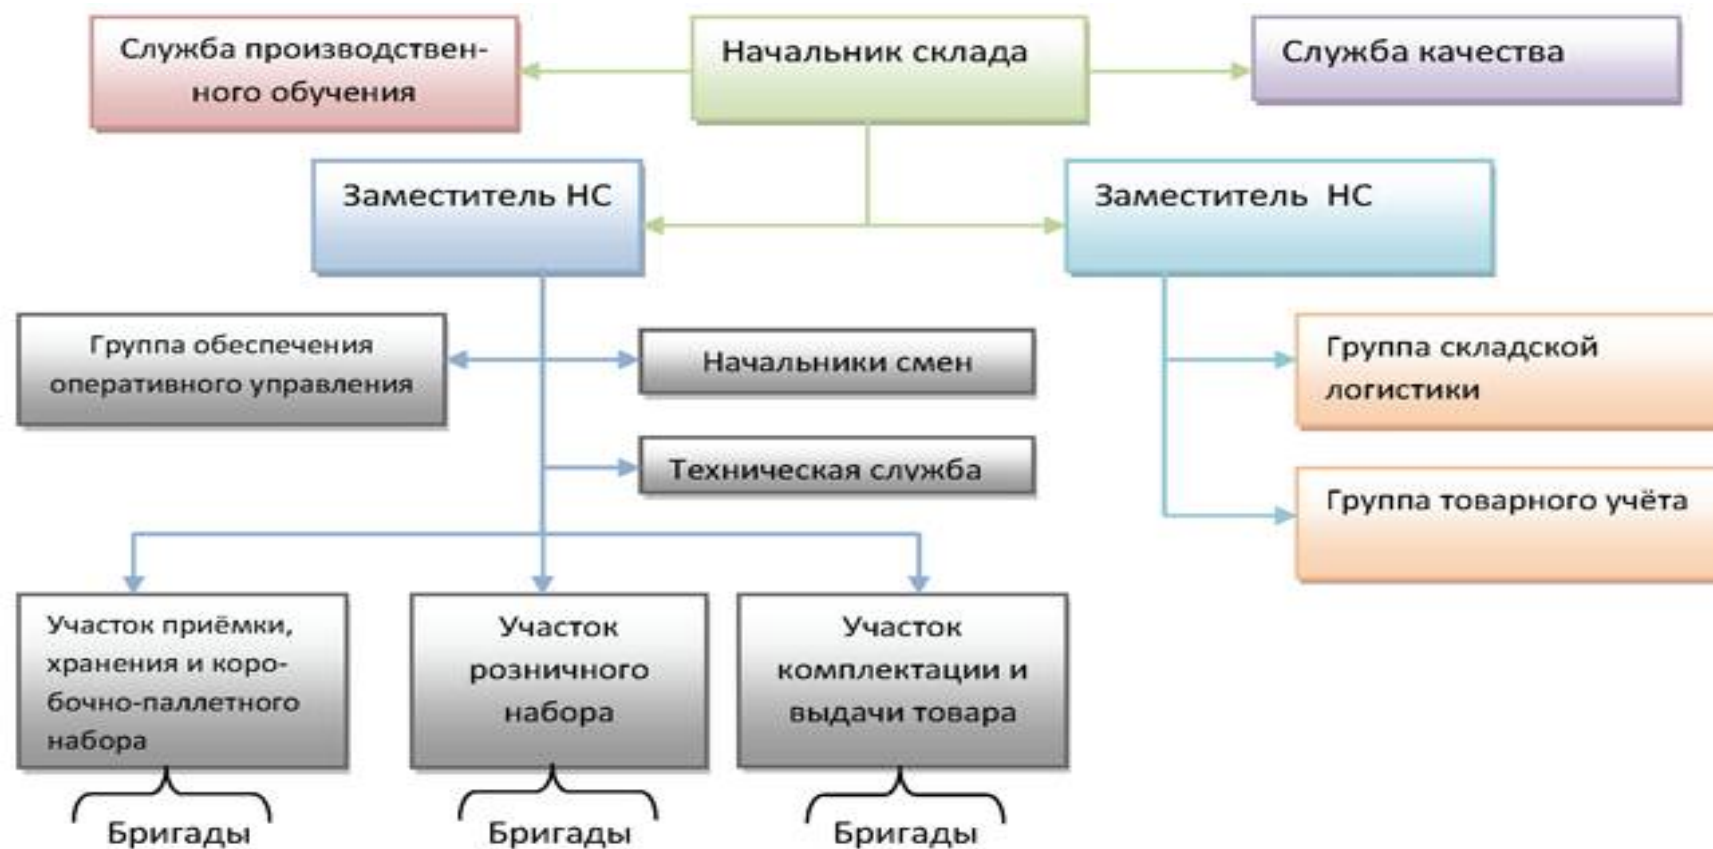 Служба производствен-
ного обучения
Начальник склада
Служба качества
Заместитель НС
Заместитель  НС
Группа обеспечения
оперативного управления
Начальники смен
Группа складской
логистики
Техническая служба
Группа товарного учёта
Участок приёмки,
хранения и коро-
бочно-паллетного
набора
Участок
розничного
набора
Участок
комплектации и
выдачи товара
Бригады
Бригады
Бригады